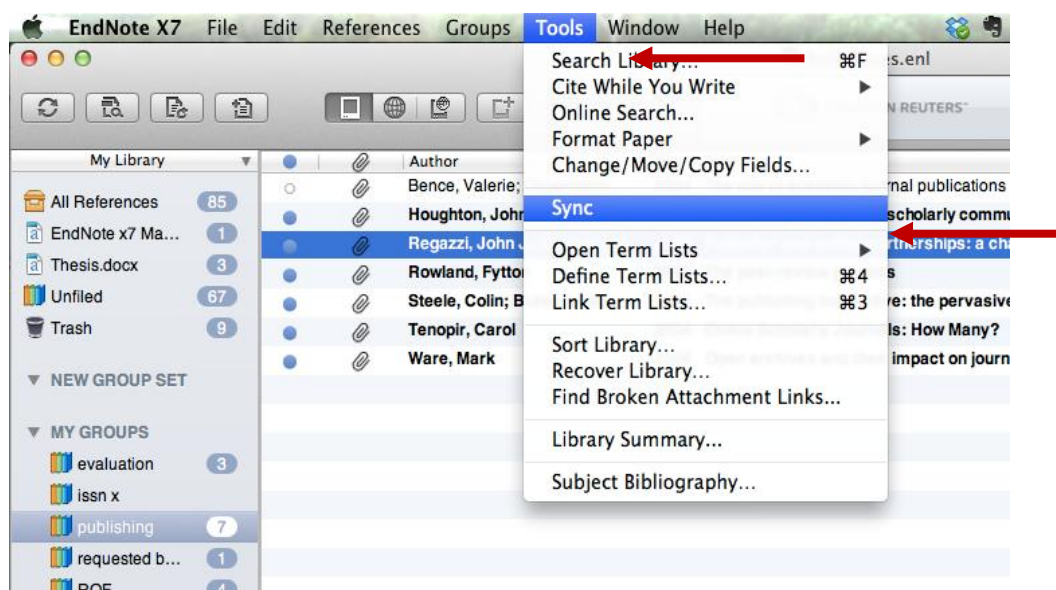 EndNote X7 File Edit References Groups Tools Window Help
Search Library... ⌘F
s.enl
Cite While You Write
Online Search...
N REUTERS
Format Paper
Change/Move/Copy Fields...
Sync
Open Term Lists
Define Term Lists... ⌘4
Link Term Lists... ⌘3
Sort Library...
Recover Library...
Find Broken Attachment Links...
Library Summary...
Subject Bibliography...
My Library
All References 85
EndNote x7 Ma... 1
Thesis.docx 3
Unfiled 67
Trash 9
NEW GROUP SET
MY GROUPS
evaluation 3
issn x
publishing 7
requested b... 1
Author
Bence, Valerie; rnal publications
Houghton, John scholarly commu
Regazzi, John J rtnerships: a cha
Rowland, Fytto s
Steele, Colin; B ve: the pervasive
Tenopir, Carol ls: How Many?
Ware, Mark impact on journ